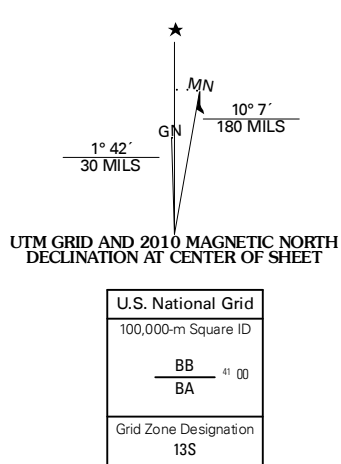 MN
GN
10° 7´
180 MILS
1° 42´
30 MILS
UTM GRID AND 2010 MAGNETIC NORTH
DECLINATION AT CENTER OF SHEET
U.S. National Grid
100,000-m Square ID
BB
41 00
BA
Grid Zone Designation
13S